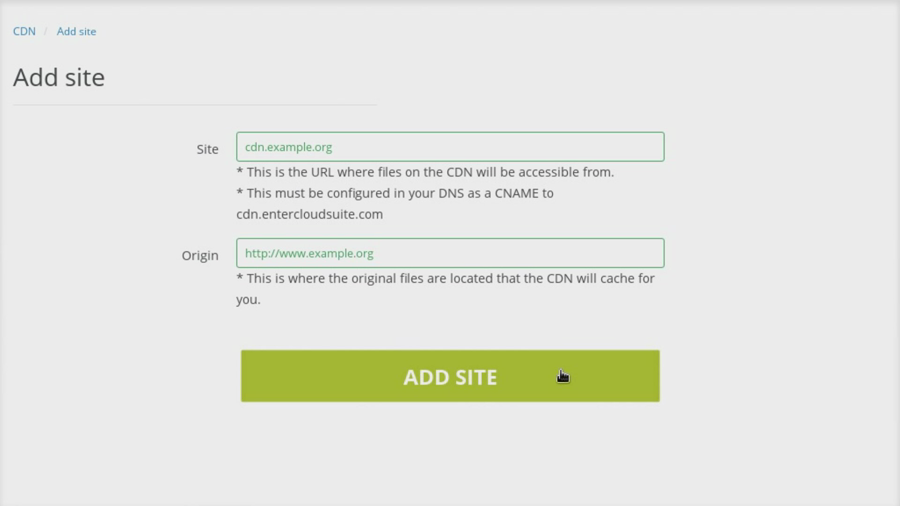 CDN / Add site
Add site
Site
cdn.example.org
* This is the URL where files on the CDN will be accessible from.
* This must be configured in your DNS as a CNAME to
cdn.entercloudsuite.com
Origin
http://www.example.org
* This is where the original files are located that the CDN will cache for
you.
ADD SITE